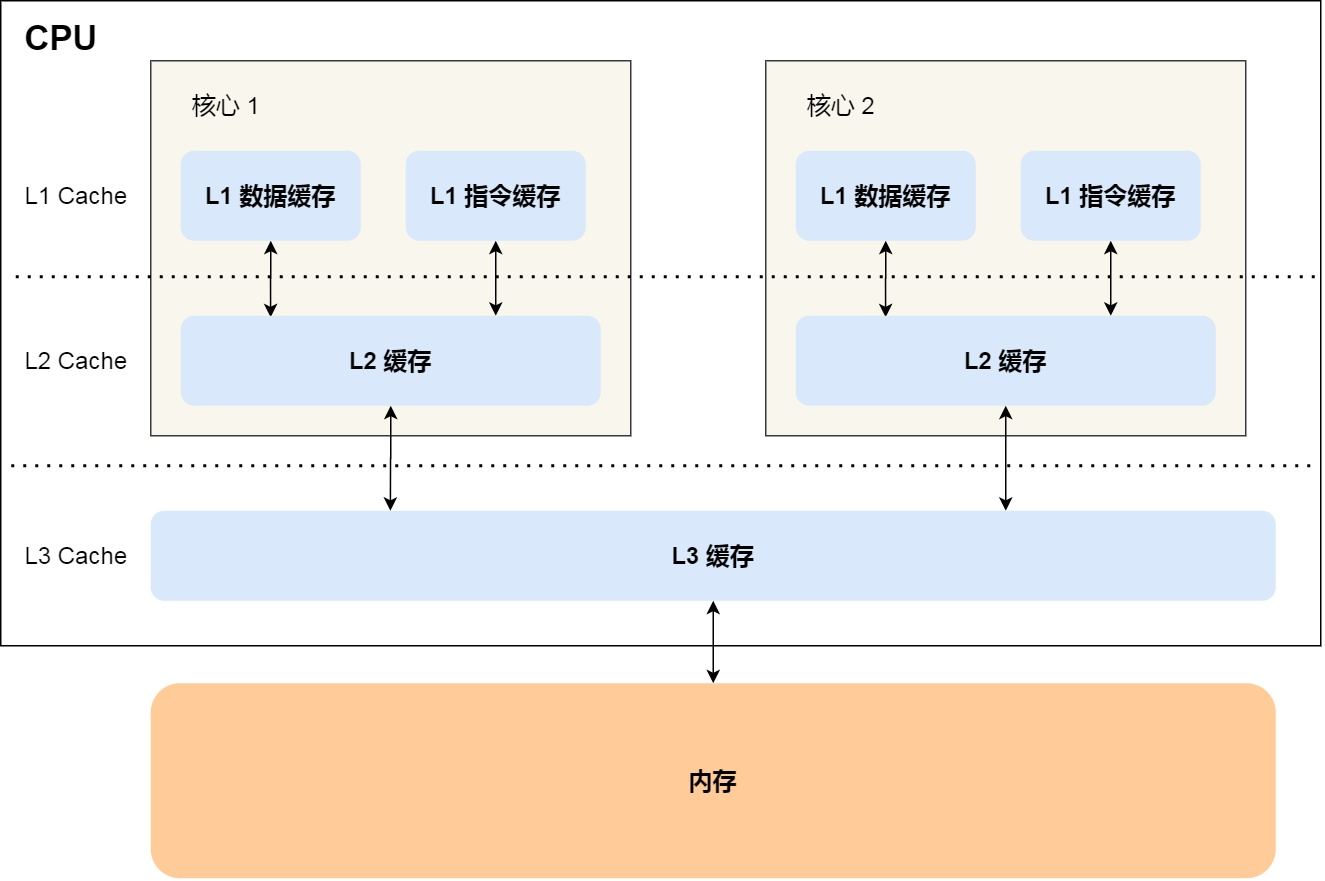 CPU
核心 1
核心 2
L1 Cache
L1 数据缓存
L1 指令缓存
L1 数据缓存
L1 指令缓存
L2 Cache
L2 缓存
L2 缓存
L3 Cache
L3 缓存
内存